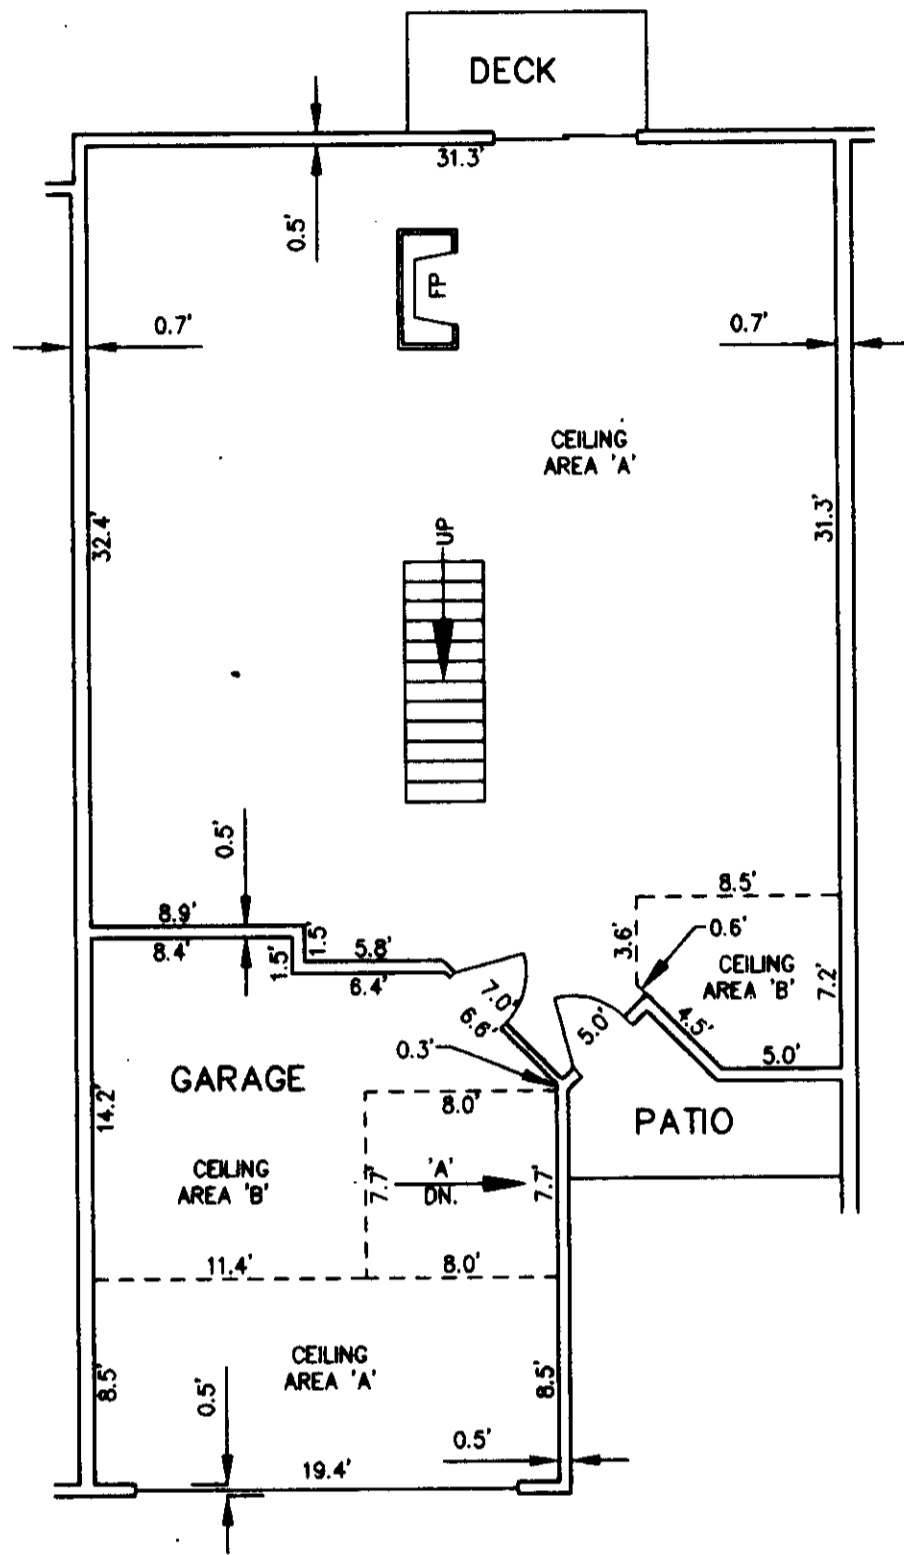 DECK
31.3'
0.5'
FP
0.7'
0.7'
CEILING
AREA 'A'
UP
32.4'
31.3'
0.5'
8.9'
8.4'
1.5'
1.5'
5.8'
6.4'
8.5'
3.6'
0.6'
CEILING
AREA 'B'
7.2'
7.0'
6.6'
5.0'
4.5'
5.0'
0.3'
GARAGE
8.0'
PATIO
14.2'
CEILING
AREA 'B'
7.7'
'A'
DN.
7.7'
11.4'
8.0'
CEILING
AREA 'A'
8.5'
0.5'
8.5'
0.5'
19.4'